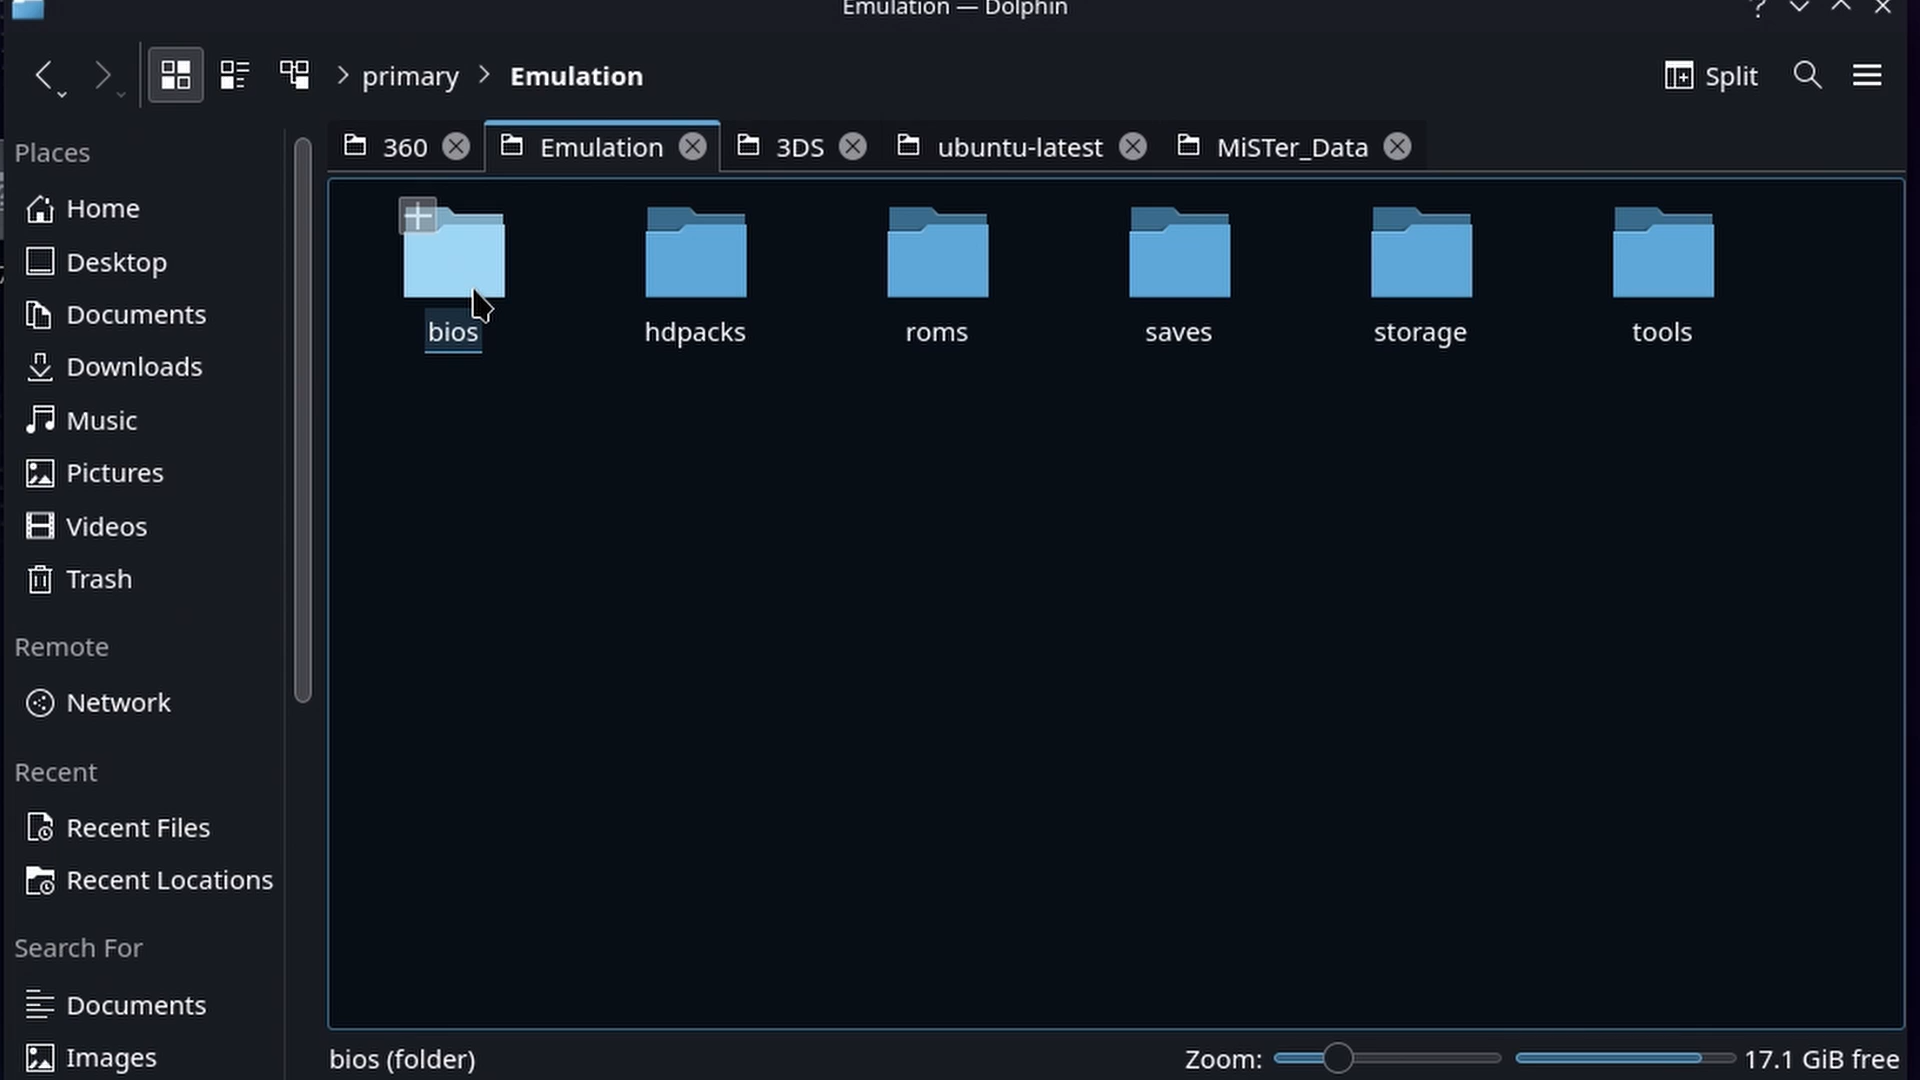 Emulation — Dolphin
primary
Emulation
Split
360
Emulation
3DS
ubuntu-latest
MiSTer_Data
Places
Home
Desktop
Documents
Downloads
Music
Pictures
Videos
Trash
Remote
Network
Recent
Recent Files
Recent Locations
Search For
Documents
Images
bios
hdpacks
roms
saves
storage
tools
bios (folder)
Zoom:
17.1 GiB free